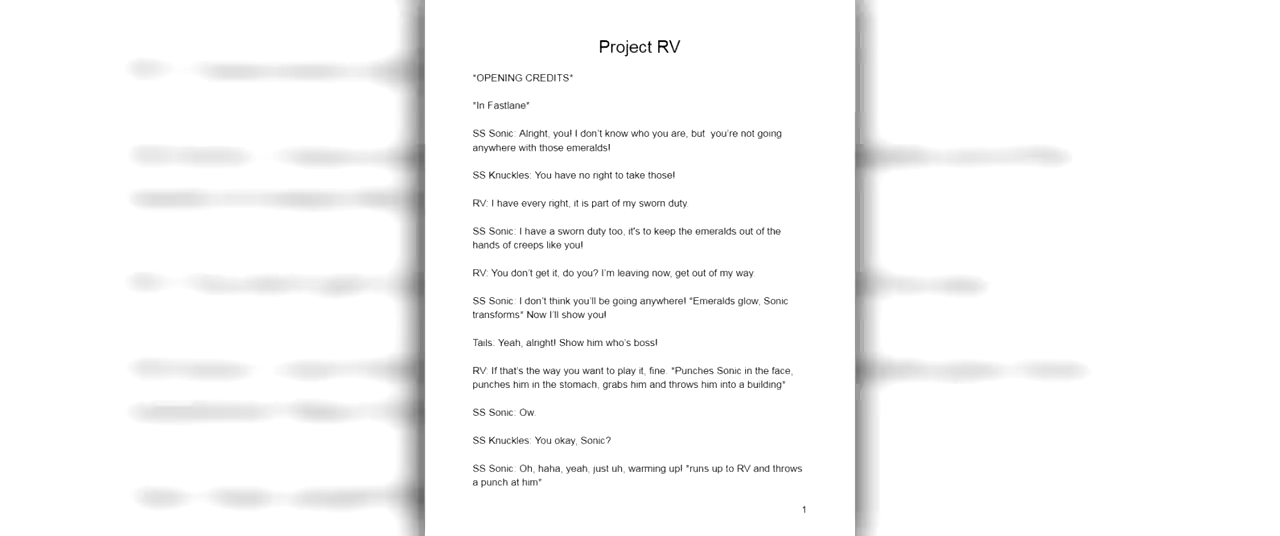 Project RV
*OPENING CREDITS*
*In Fastlane*
SS Sonic: Alright, you! I don't know who you are, but you're not going
anywhere with those emeralds!
SS Knuckles: You have no right to take those!
RV: I have every right, it is part of my sworn duty.
SS Sonic: I have a sworn duty too, it's to keep the emeralds out of the
hands of creeps like you!
RV: You don't get it, do you? I'm leaving now, get out of my way.
SS Sonic: I don't think you'll be going anywhere! *Emeralds glow, Sonic
transforms* Now I'll show you!
Tails: Yeah, alright! Show him who's boss!
RV: If that's the way you want to play it, fine. *Punches Sonic in the face,
punches him in the stomach, grabs him and throws him into a building*
SS Sonic: Ow.
SS Knuckles: You okay, Sonic?
SS Sonic: Oh, haha, yeah, just uh, warming up! *runs up to RV and throws
a punch at him*
1